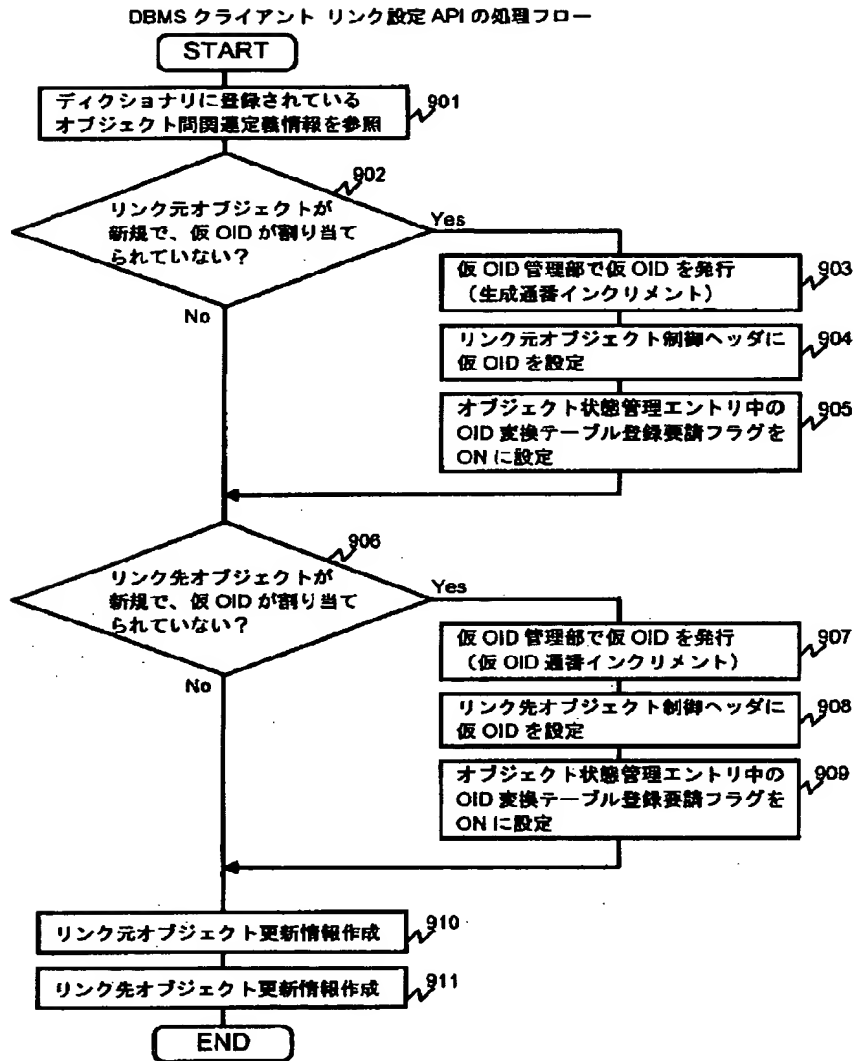 DBMS クライアント リンク設定 API の処理フロー
START
ディクショナリに登録されている
オブジェクト間関連定義情報を参照
901
902
リンク元オブジェクトが
新規で、仮 OID が割り当て
られていない?
Yes
No
仮 OID 管理部で仮 OID を発行
(生成通番インクリメント)
903
リンク元オブジェクト制御ヘッダに
仮 OID を設定
904
オブジェクト状態管理エントリ中の
OID 変換テーブル登録要請フラグを
ON に設定
905
906
リンク先オブジェクトが
新規で、仮 OID が割り当て
られていない?
Yes
No
仮 OID 管理部で仮 OID を発行
(仮 OID 通番インクリメント)
907
リンク先オブジェクト制御ヘッダに
仮 OID を設定
908
オブジェクト状態管理エントリ中の
OID 変換テーブル登録要請フラグを
ON に設定
909
リンク元オブジェクト更新情報作成
910
リンク先オブジェクト更新情報作成
911
END